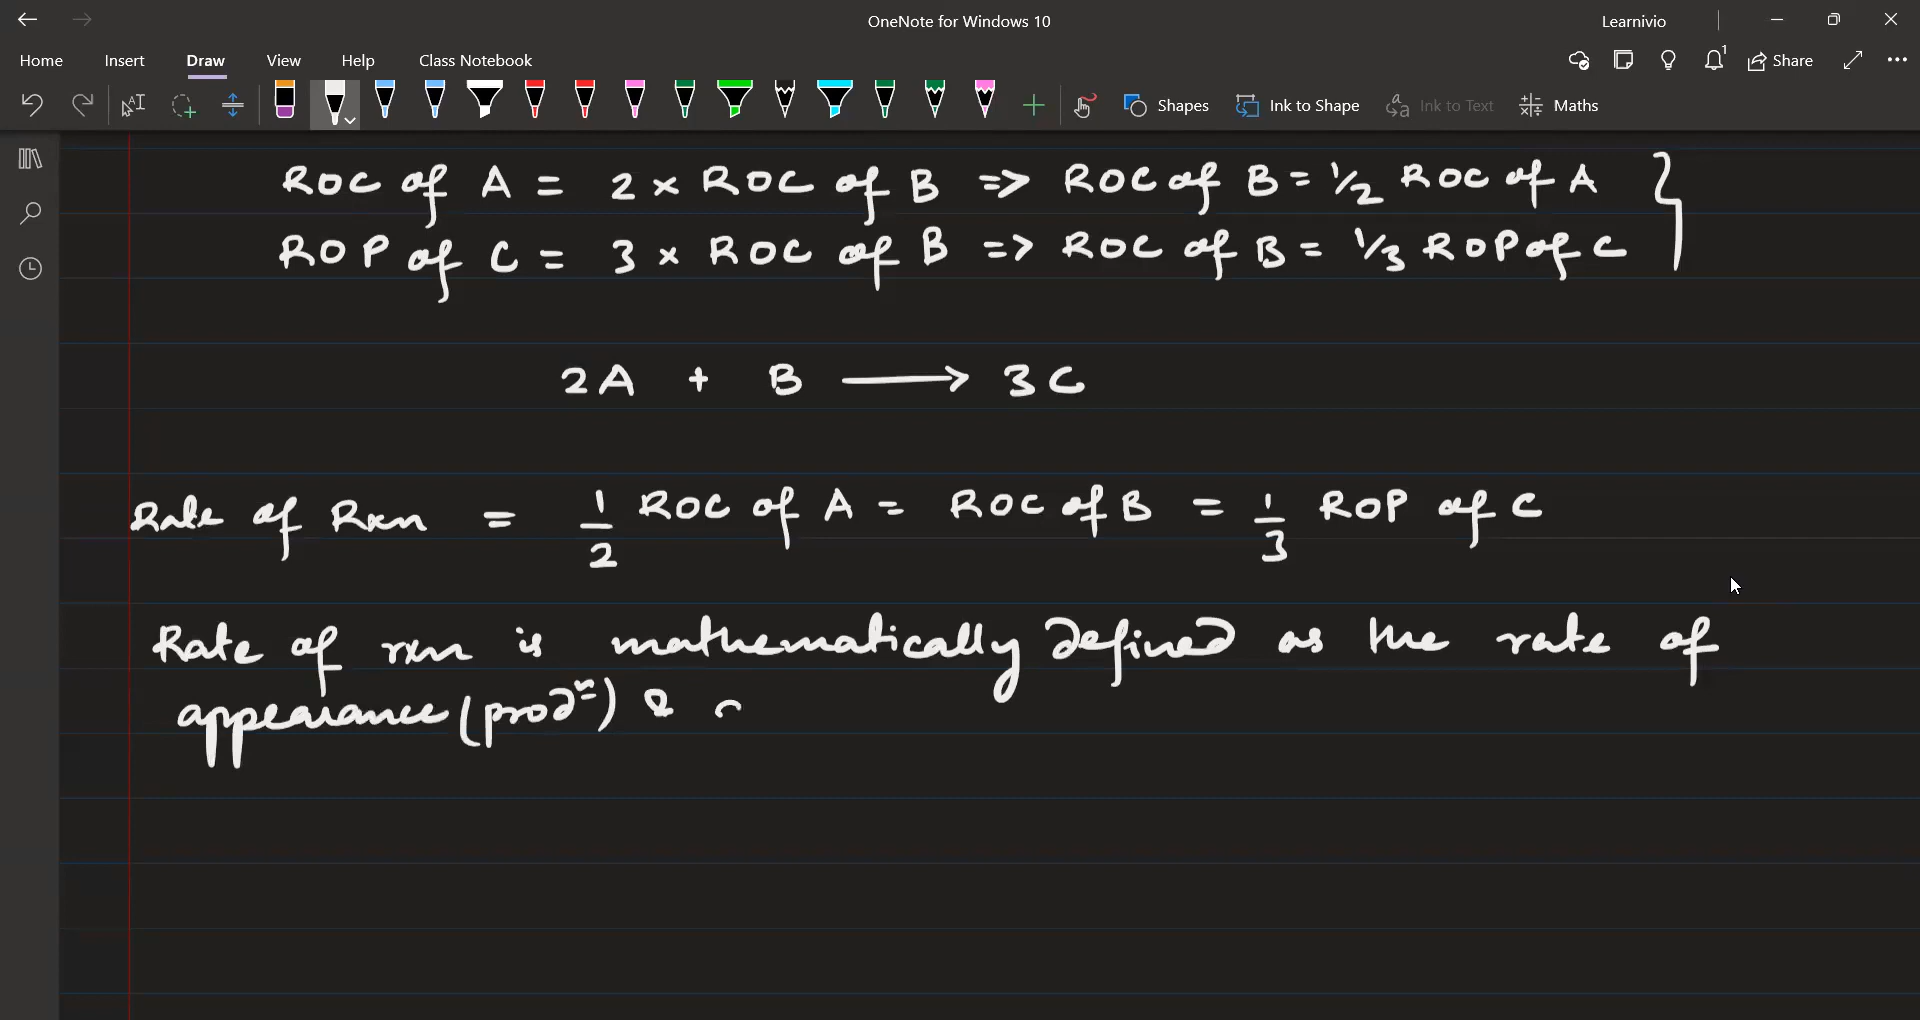 OneNote for Windows 10
Learnivio
Home Insert Draw View Help Class Notebook
1
Share
Shapes Ink to Shape Ink to Text Maths
ROC of A = 2 × ROC of B => ROC of B = 1/2 ROC of A
ROP of C = 3 × ROC of B => ROC of B = 1/3 ROP of C
2A + B ⟶ 3C
Rate of Rxn = 1/2 ROC of A = ROC of B = 1/3 ROP of C
Rate of rxn is mathematically defined as the rate of
appearance (prodⁿ) &